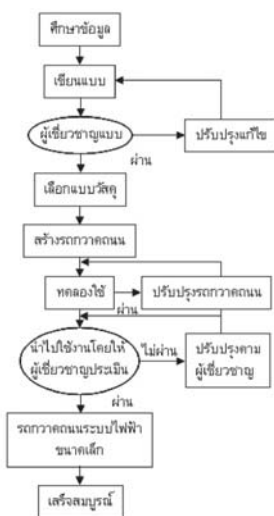 ศึกษาข้อมูล
เขียนแบบ
ผู้เชี่ยวชาญแบบ
ปรับปรุงแก้ไข
ผ่าน
เลือกแบบวัสดุ
สร้างรถกวาดถนน
ทดลองใช้
ปรับปรุงรถกวาดถนน
ผ่าน
นำไปใช้งานโดยให้
ผู้เชี่ยวชาญประเมิน
ไม่ผ่าน
ปรับปรุงตาม
ผู้เชี่ยวชาญ
ผ่าน
รถกวาดถนนระบบไฟฟ้า
ขนาดเล็ก
เสร็จสมบูรณ์